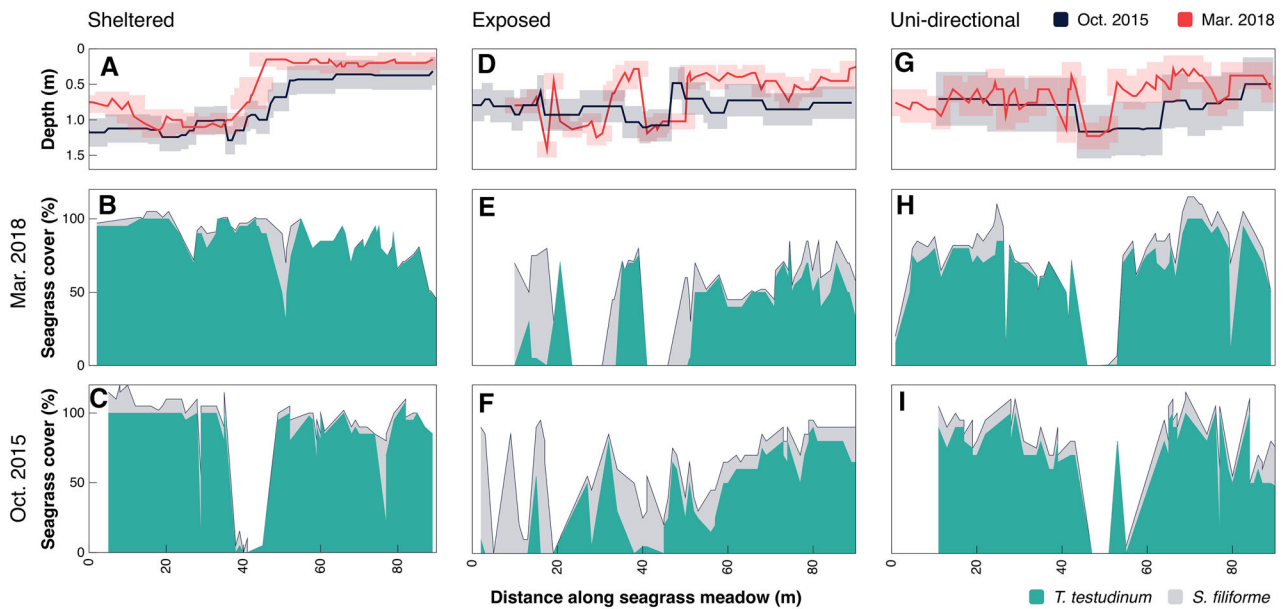 Sheltered
Exposed
Uni-directional
Oct. 2015
Mar. 2018
Depth (m)
0
0.5
1.0
1.5
A
D
G
Mar. 2018
Seagrass cover (%)
100
50
0
B
E
H
Oct. 2015
Seagrass cover (%)
100
50
0
C
F
I
0 20 40 60 80
0 20 40 60 80
0 20 40 60 80
Distance along seagrass meadow (m)
T. testudinum
S. filiforme